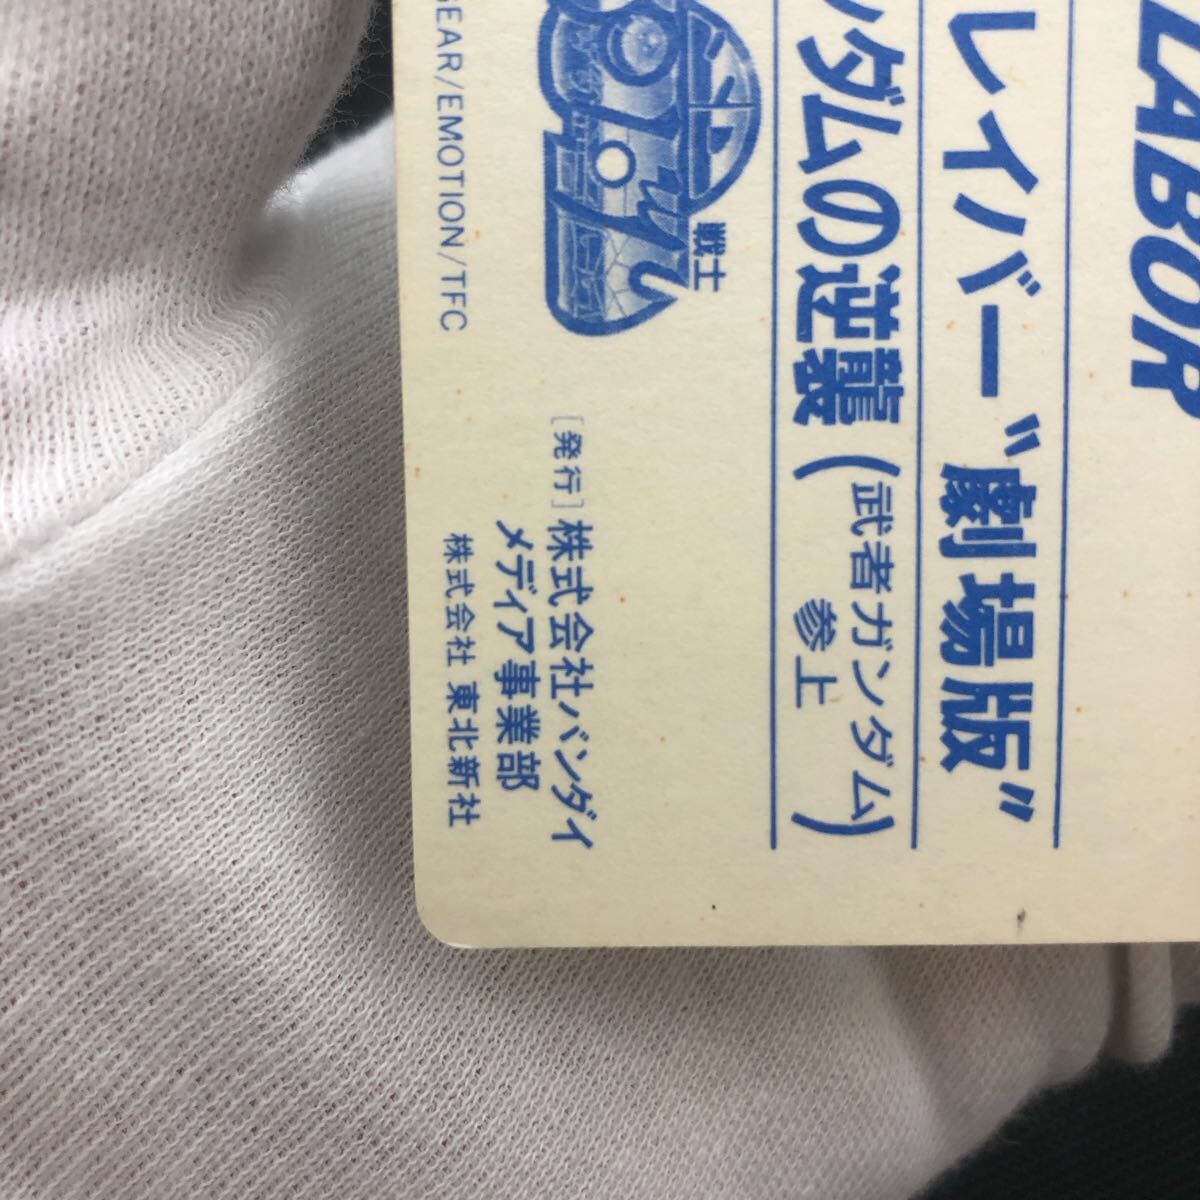 LABOR
レイバー“劇場版”
ンダムの逆襲(武者ガンダム参上)
戦士
[発行]株式会社バンダイ
メディア事業部
株式会社 東北新社
GEAR/EMOTION/TFC